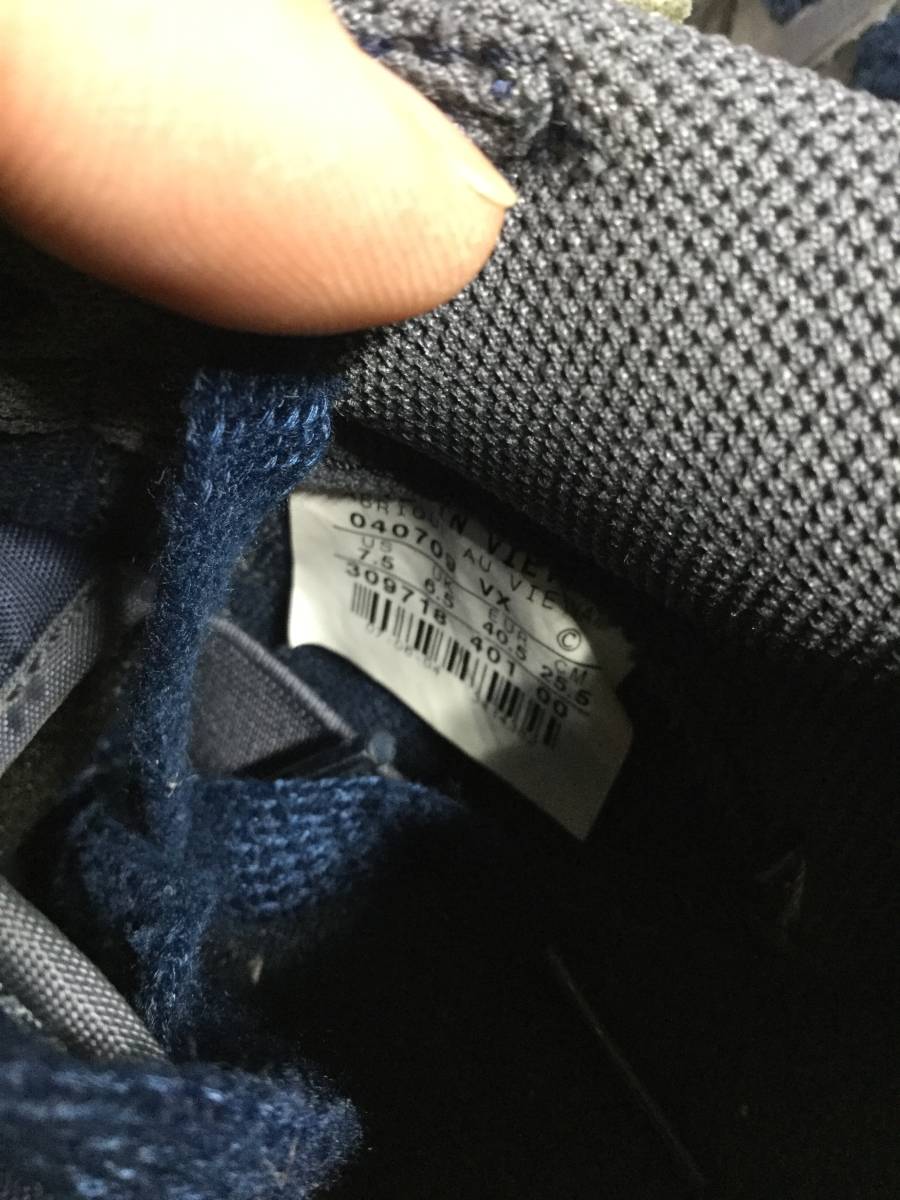 FABRIQU AU VIETNAM
040709 VX
US UK EUR CM
7.5 6.5 40.5 25.5
309718 401 00